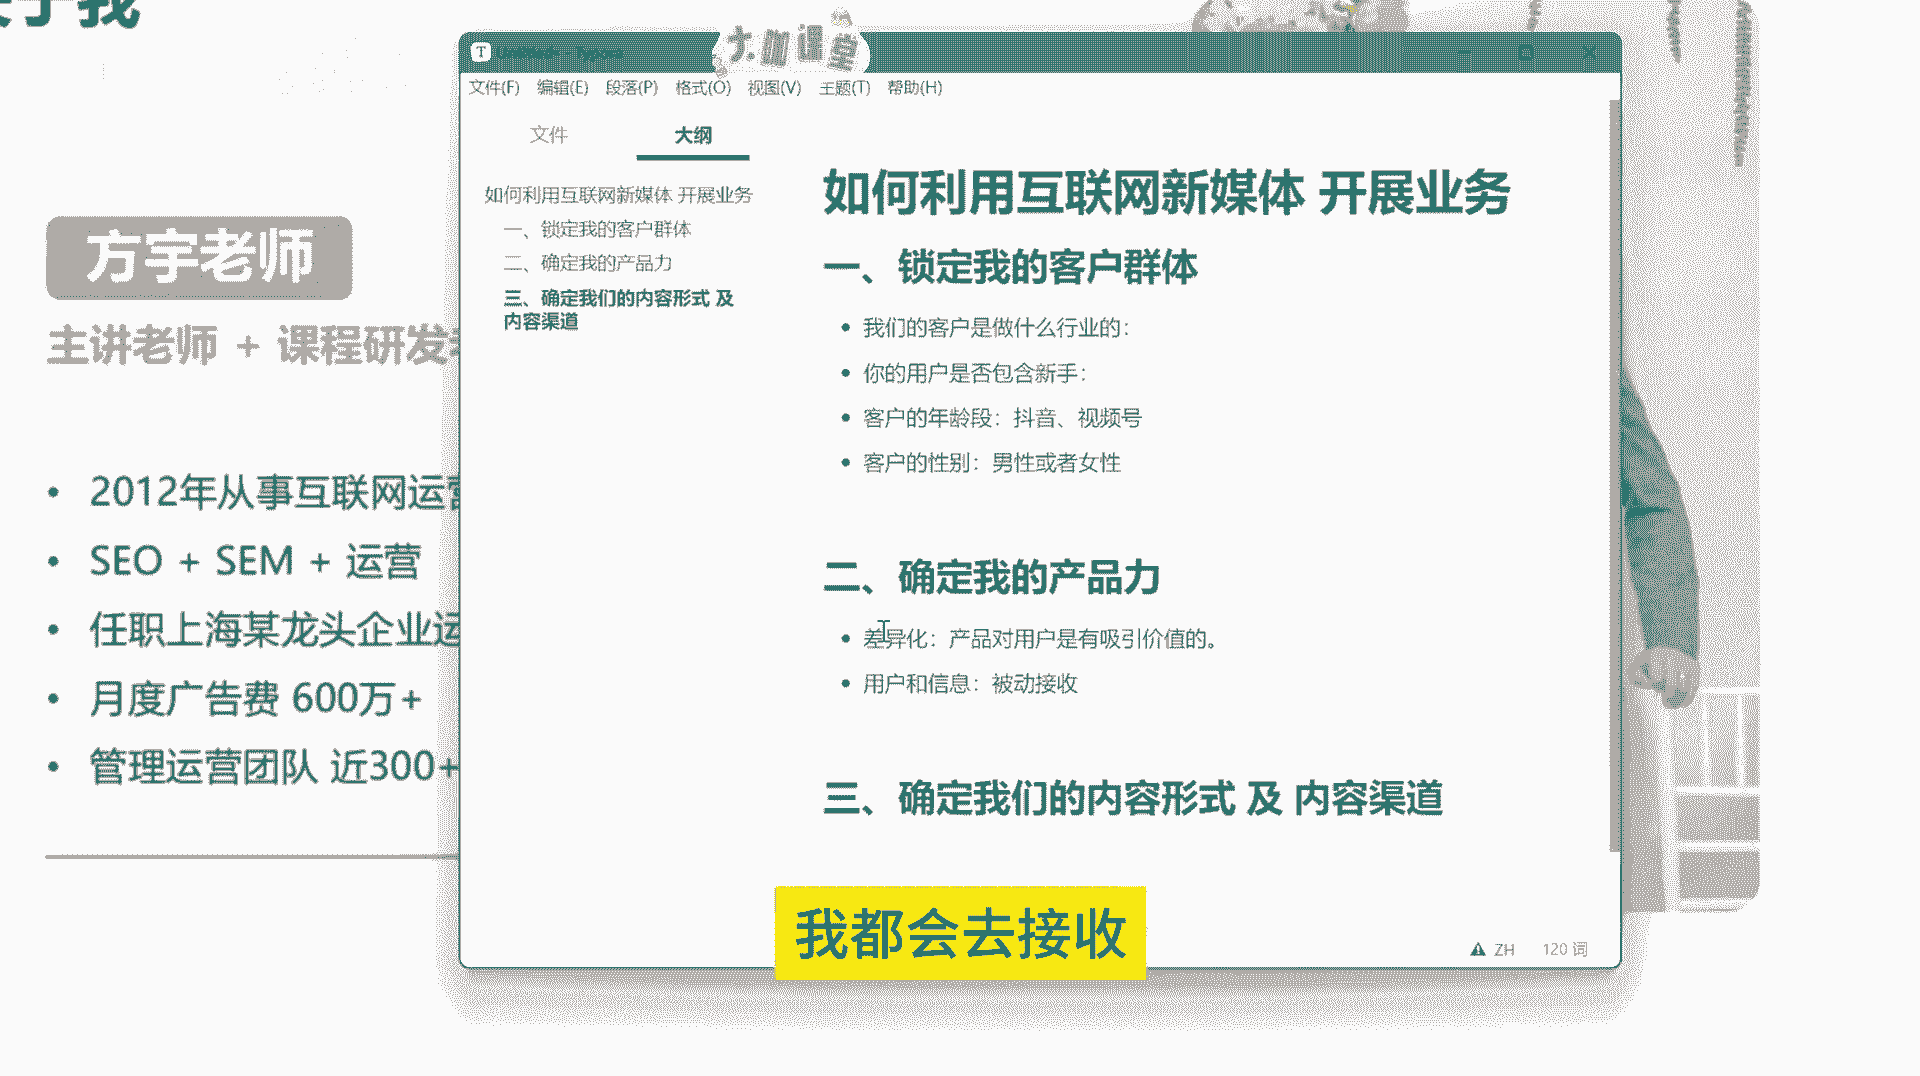 于我
方宇老师
主讲老师 + 课程研发
2012年从事互联网运营
SEO + SEM + 运营
任职上海某龙头企业运
月度广告费 600万+
管理运营团队 近300+
大咖课堂
文件(F) 编辑(E) 段落(P) 格式(O) 视图(V) 主题(T) 帮助(H)
文件 大纲
如何利用互联网新媒体 开展业务
一、锁定我的客户群体
二、确定我的产品力
三、确定我们的内容形式 及
内容渠道
如何利用互联网新媒体 开展业务
一、锁定我的客户群体
我们的客户是做什么行业的：
你的用户是否包含新手：
客户的年龄段：抖音、视频号
客户的性别：男性或者女性
二、确定我的产品力
差异化：产品对用户是有吸引价值的。
用户和信息：被动接收
三、确定我们的内容形式 及 内容渠道
我都会去接收
ZH 120 词